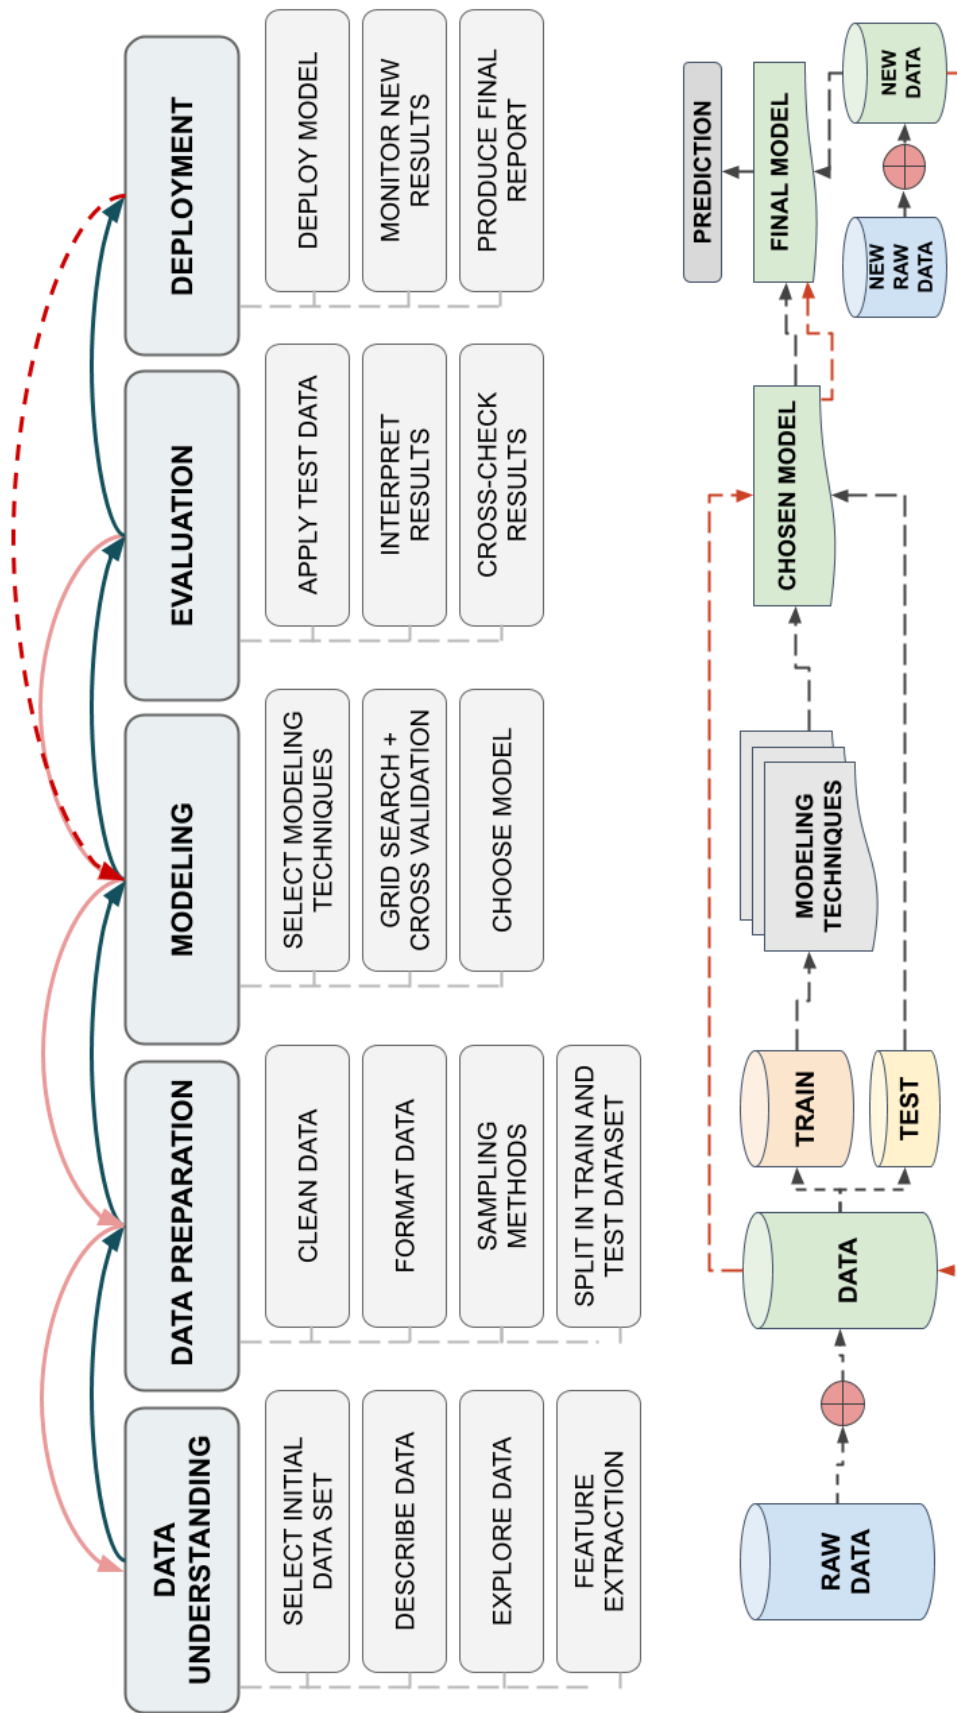 DATA
UNDERSTANDING
SELECT INITIAL
DATA SET
DESCRIBE DATA
EXPLORE DATA
FEATURE
EXTRACTION
DATA PREPARATION
CLEAN DATA
FORMAT DATA
SAMPLING
METHODS
SPLIT IN TRAIN AND
TEST DATASET
MODELING
SELECT MODELING
TECHNIQUES
GRID SEARCH +
CROSS VALIDATION
CHOOSE MODEL
EVALUATION
APPLY TEST DATA
INTERPRET
RESULTS
CROSS-CHECK
RESULTS
DEPLOYMENT
DEPLOY MODEL
MONITOR NEW
RESULTS
PRODUCE FINAL
REPORT
RAW
DATA
DATA
TRAIN
TEST
MODELING
TECHNIQUES
CHOSEN MODEL
PREDICTION
FINAL MODEL
NEW
RAW
DATA
NEW
DATA